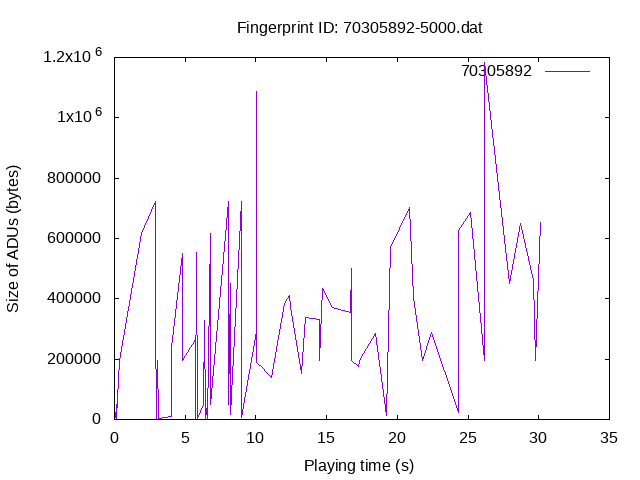 Fingerprint ID: 70305892-5000.dat
1.2x10^6
1x10^6
800000
600000
400000
200000
0
0 5 10 15 20 25 30 35
70305892
Size of ADUs (bytes)
Playing time (s)